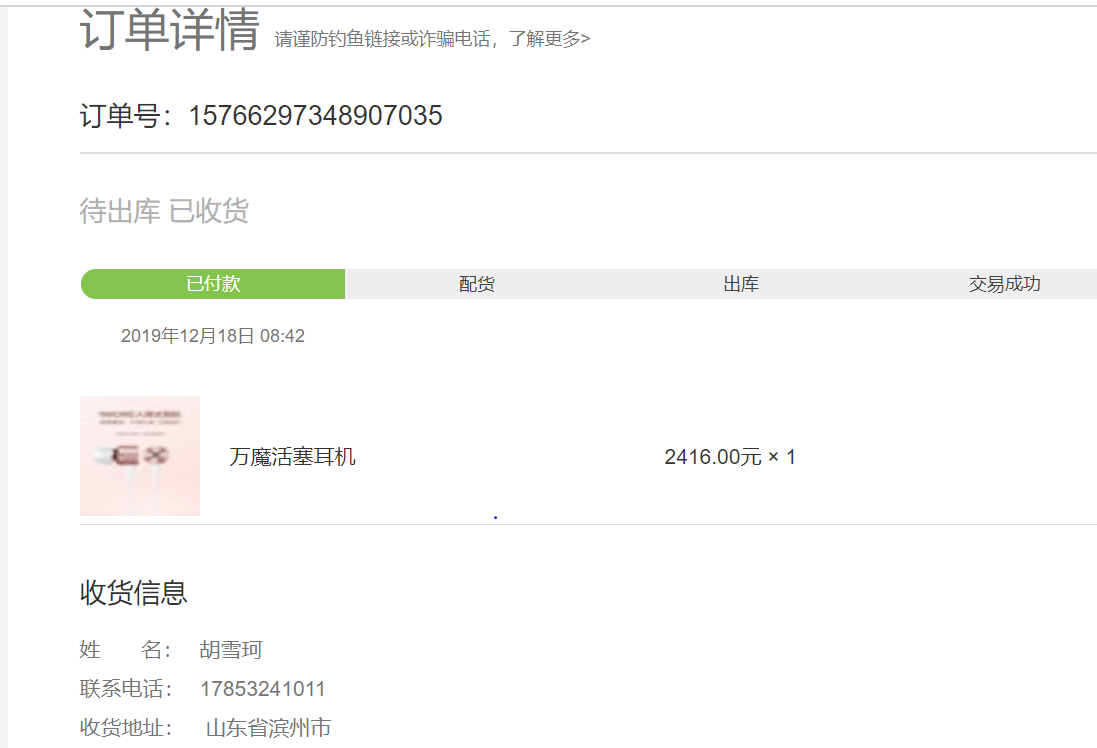 订单详情 请谨防钓鱼链接或诈骗电话，了解更多>
订单号：15766297348907035
待出库 已收货
已付款 配货 出库 交易成功
2019年12月18日 08:42
万魔活塞耳机 2416.00元 × 1
收货信息
姓 名： 胡雪珂
联系电话： 17853241011
收货地址： 山东省滨州市